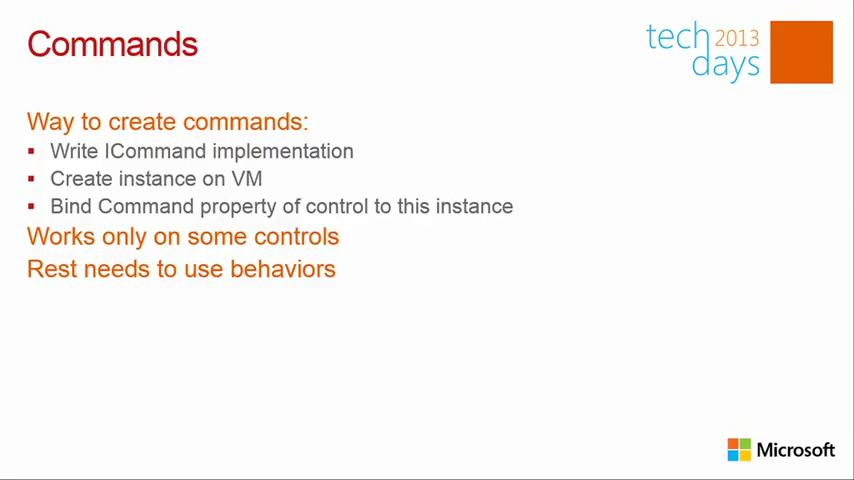 Commands
tech 2013
days
Way to create commands:
▪ Write ICommand implementation
▪ Create instance on VM
▪ Bind Command property of control to this instance
Works only on some controls
Rest needs to use behaviors
Microsoft